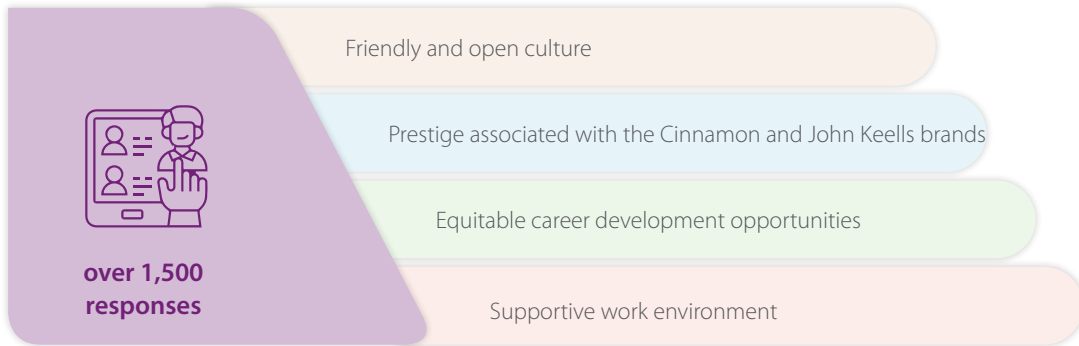 Friendly and open culture
Prestige associated with the Cinnamon and John Keells brands
Equitable career development opportunities
over 1,500
responses
Supportive work environment